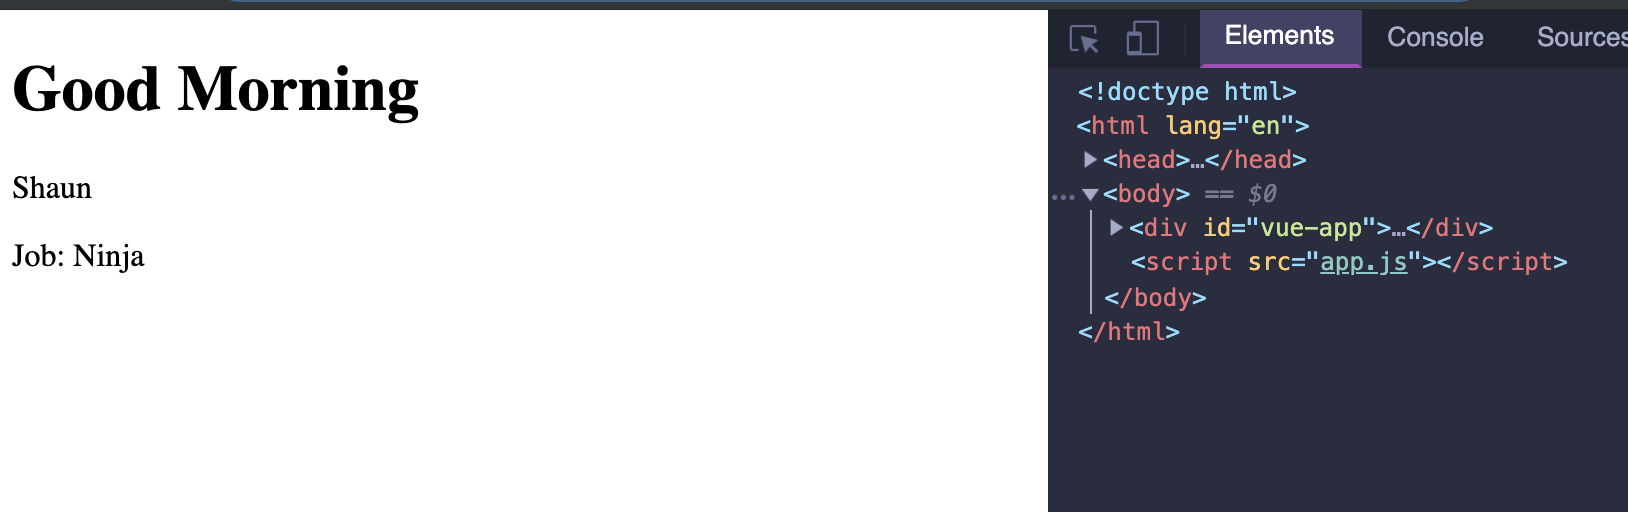 Good Morning
Shaun
Job: Ninja
Elements Console Sources
<!doctype html>
<html lang="en">
<head>…</head>
… <body> == $0
<div id="vue-app">…</div>
<script src="app.js"></script>
</body>
</html>